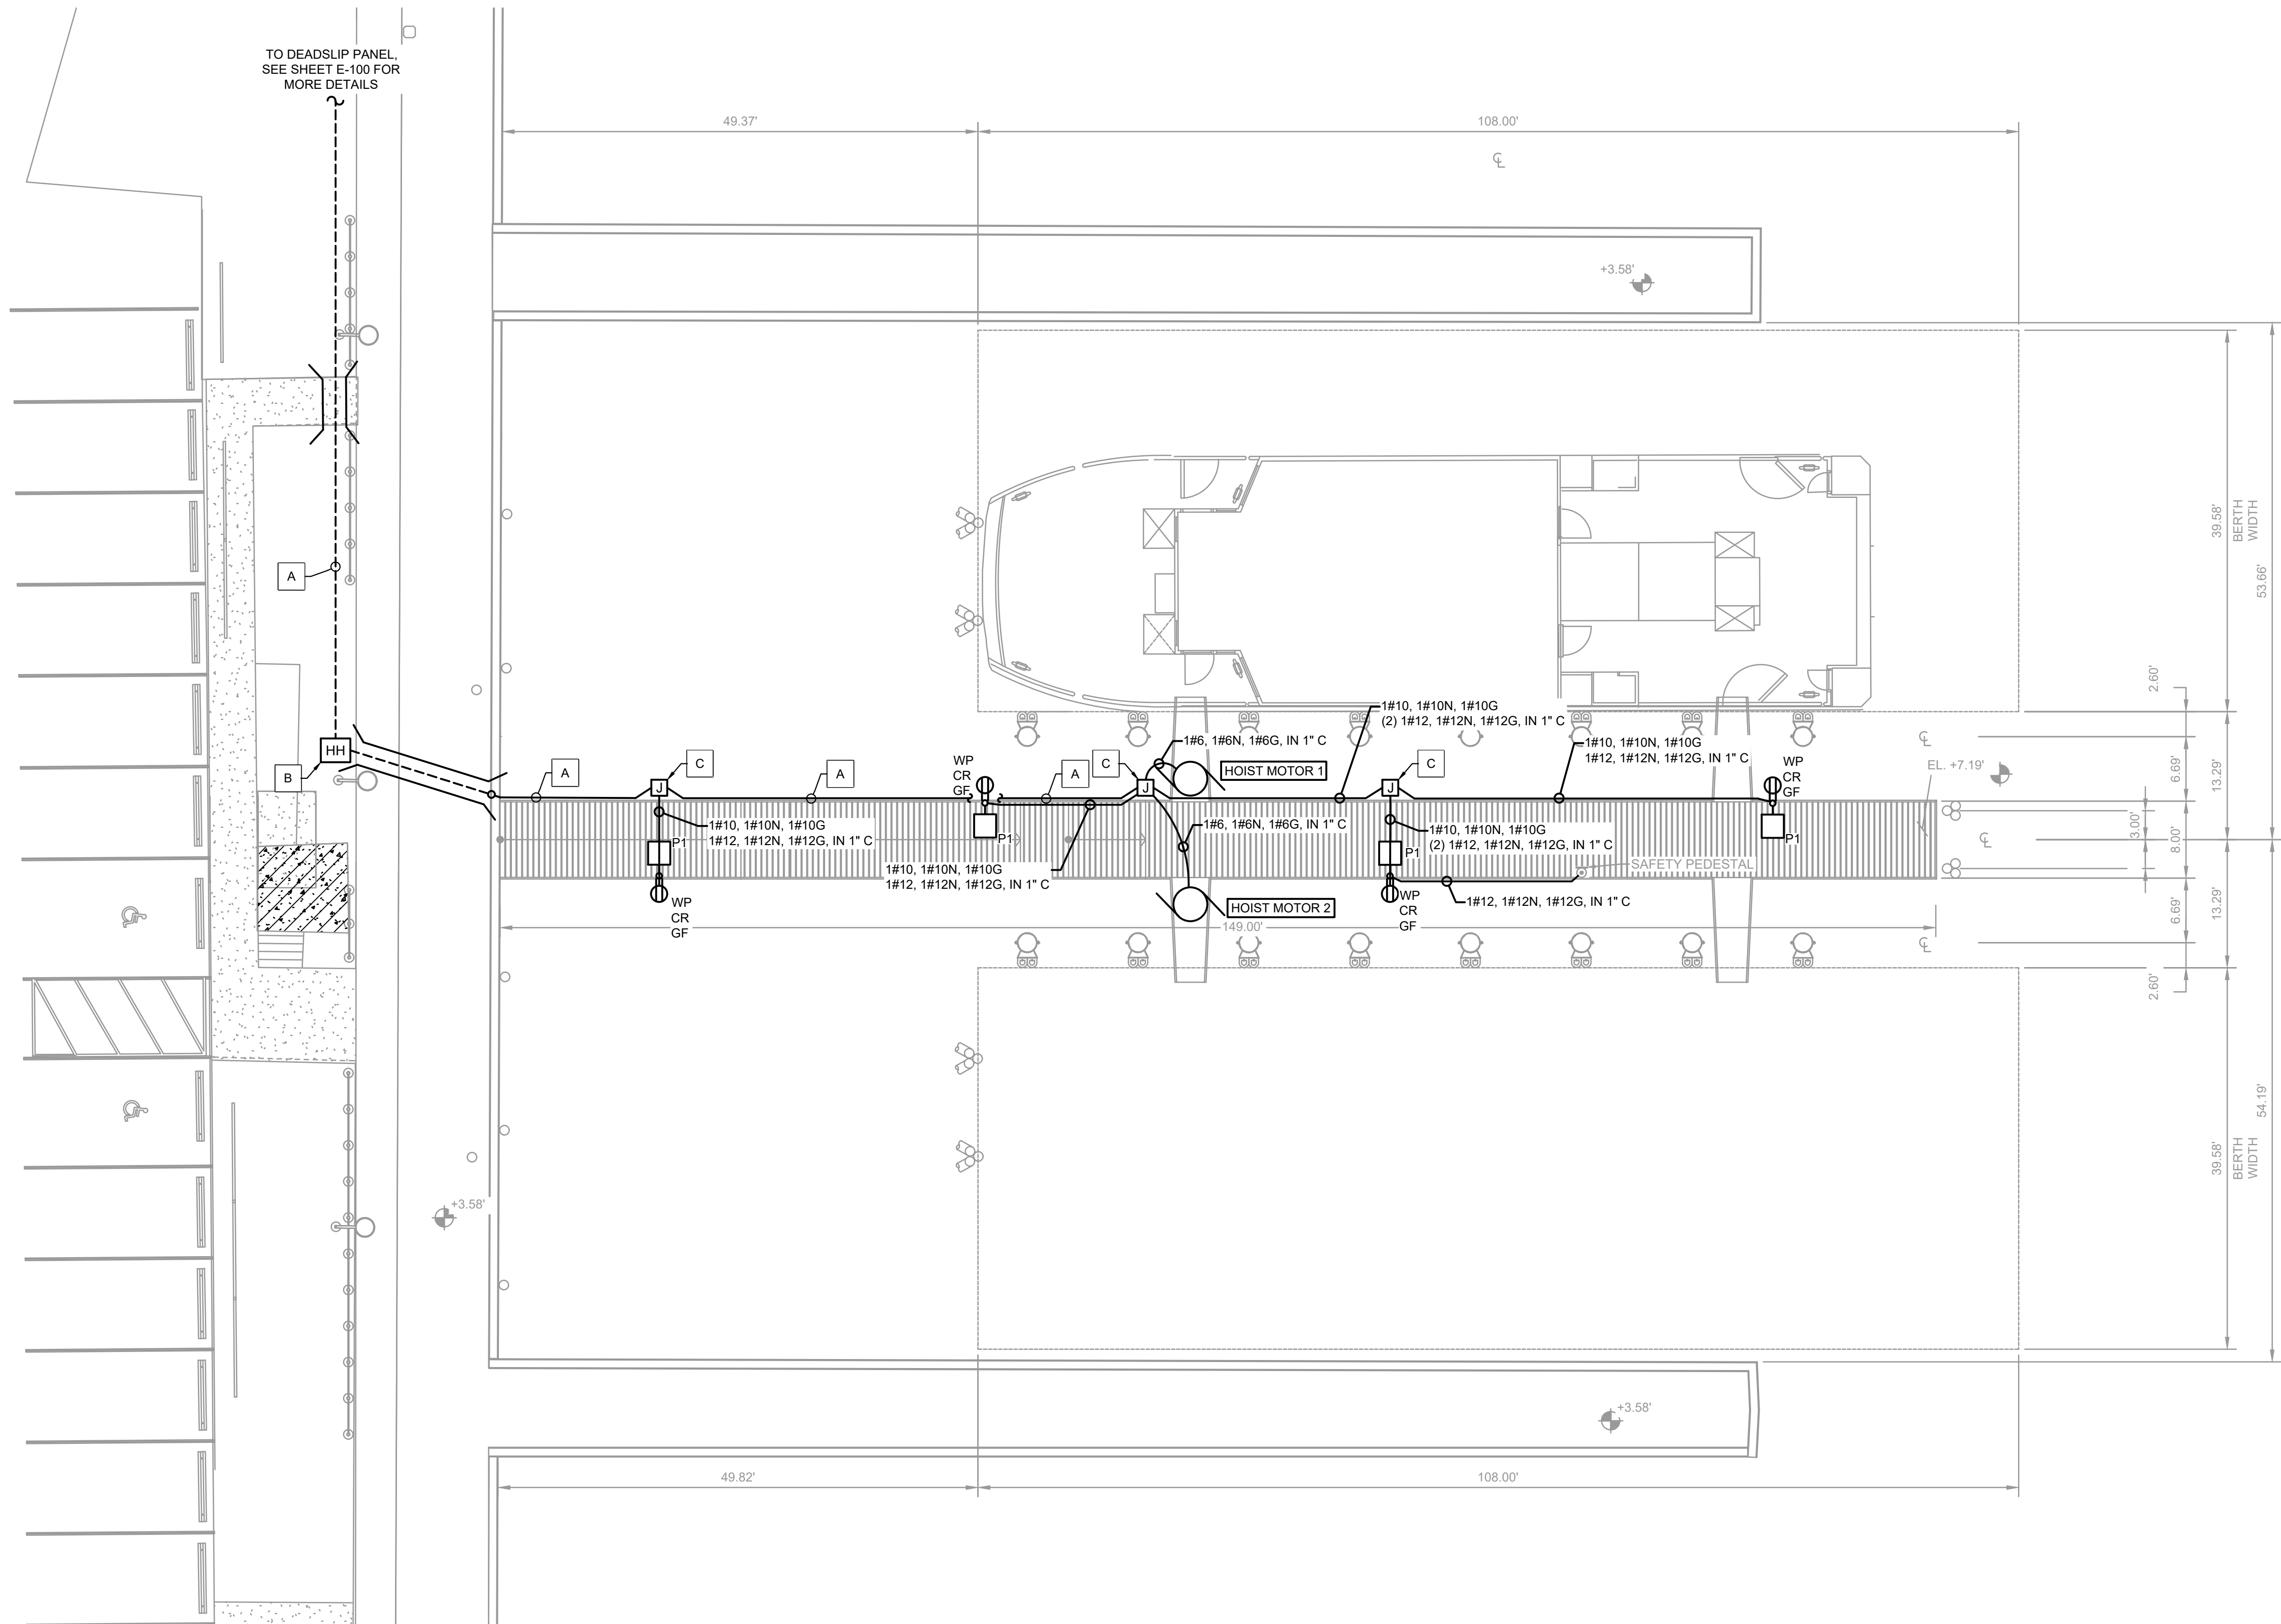 TO DEADSLIP PANEL,
SEE SHEET E-100 FOR
MORE DETAILS
49.37'
108.00'
℄
+3.58'
A
39.58'
BERTH
WIDTH
53.66'
2.60'
1#10, 1#10N, 1#10G
(2) 1#12, 1#12N, 1#12G, IN 1" C
1#6, 1#6N, 1#6G, IN 1" C
1#10, 1#10N, 1#10G
1#12, 1#12N, 1#12G, IN 1" C
℄
HH
B
A
C
J
A
WP
CR
GF
A
C
J
HOIST MOTOR 1
C
J
WP
CR
GF
EL. +7.19'
6.69'
13.29'
1#10, 1#10N, 1#10G
1#12, 1#12N, 1#12G, IN 1" C
P1
P1
1#6, 1#6N, 1#6G, IN 1" C
1#10, 1#10N, 1#10G
(2) 1#12, 1#12N, 1#12G, IN 1" C
P1
P1
℄
3.00'
8.00'
1#10, 1#10N, 1#10G
1#12, 1#12N, 1#12G, IN 1" C
SAFETY PEDESTAL
WP
CR
GF
HOIST MOTOR 2
WP
CR
GF
1#12, 1#12N, 1#12G, IN 1" C
149.00'
6.69'
13.29'
℄
2.60'
54.19'
39.58'
BERTH
WIDTH
+3.58'
+3.58'
49.82'
108.00'